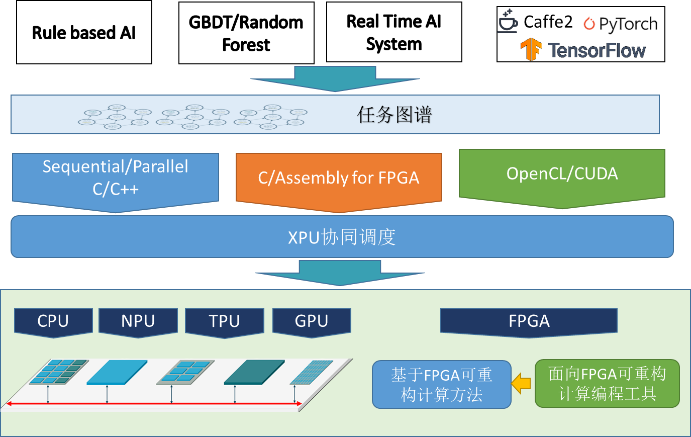 Rule based AI
GBDT/Random
Forest
Real Time AI
System
Caffe2
PyTorch
TensorFlow
任务图谱
Sequential/Parallel
C/C++
C/Assembly for FPGA
OpenCL/CUDA
XPU协同调度
CPU
NPU
TPU
GPU
FPGA
基于FPGA可重
构计算方法
面向FPGA可重构
计算编程工具